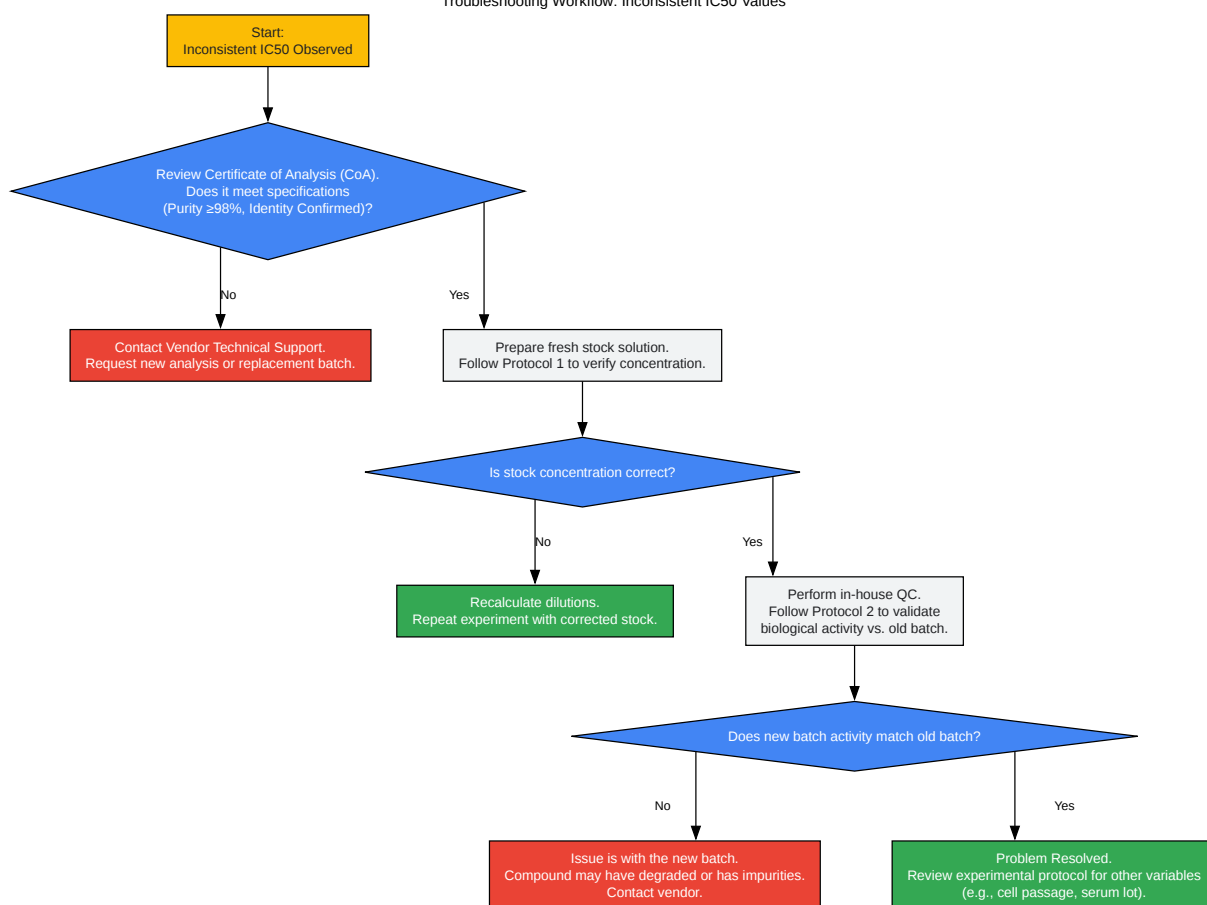 Troubleshooting Workflow: Inconsistent IC50 Values
Start:
Inconsistent IC50 Observed
Review Certificate of Analysis (CoA).
Does it meet specifications
(Purity ≥98%, Identity Confirmed)?
No
Yes
Contact Vendor Technical Support.
Request new analysis or replacement batch.
Prepare fresh stock solution.
Follow Protocol 1 to verify concentration.
Is stock concentration correct?
No
Yes
Recalculate dilutions.
Repeat experiment with corrected stock.
Perform in-house QC.
Follow Protocol 2 to validate
biological activity vs. old batch.
Does new batch activity match old batch?
No
Yes
Issue is with the new batch.
Compound may have degraded or has impurities.
Contact vendor.
Problem Resolved.
Review experimental protocol for other variables
(e.g., cell passage, serum lot).